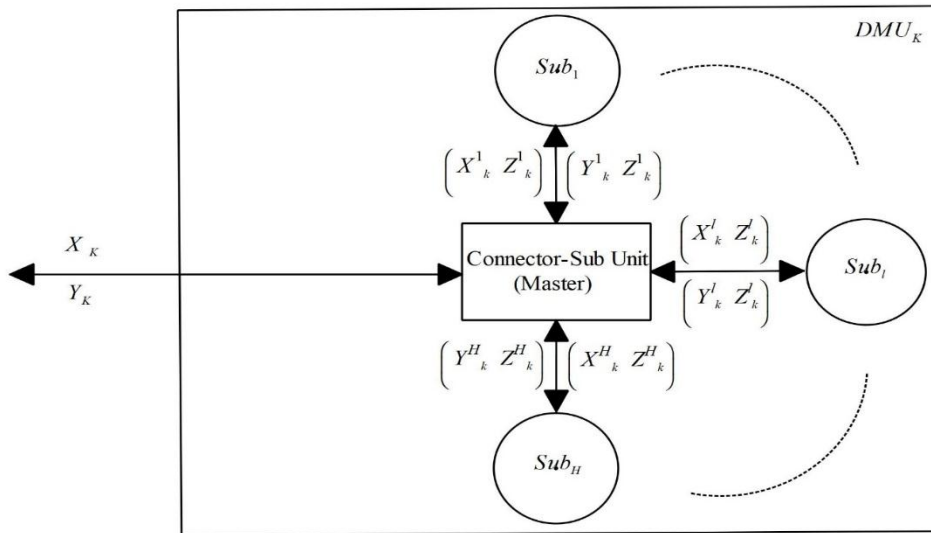 DMU_K
Sub_1
(X^1_k Z^1_k) (Y^1_k Z^1_k)
X_K
Y_K
Connector-Sub Unit
(Master)
(X^l_k Z^l_k)
(Y^l_k Z^l_k)
Sub_l
(Y^H_k Z^H_k) (X^H_k Z^H_k)
Sub_H